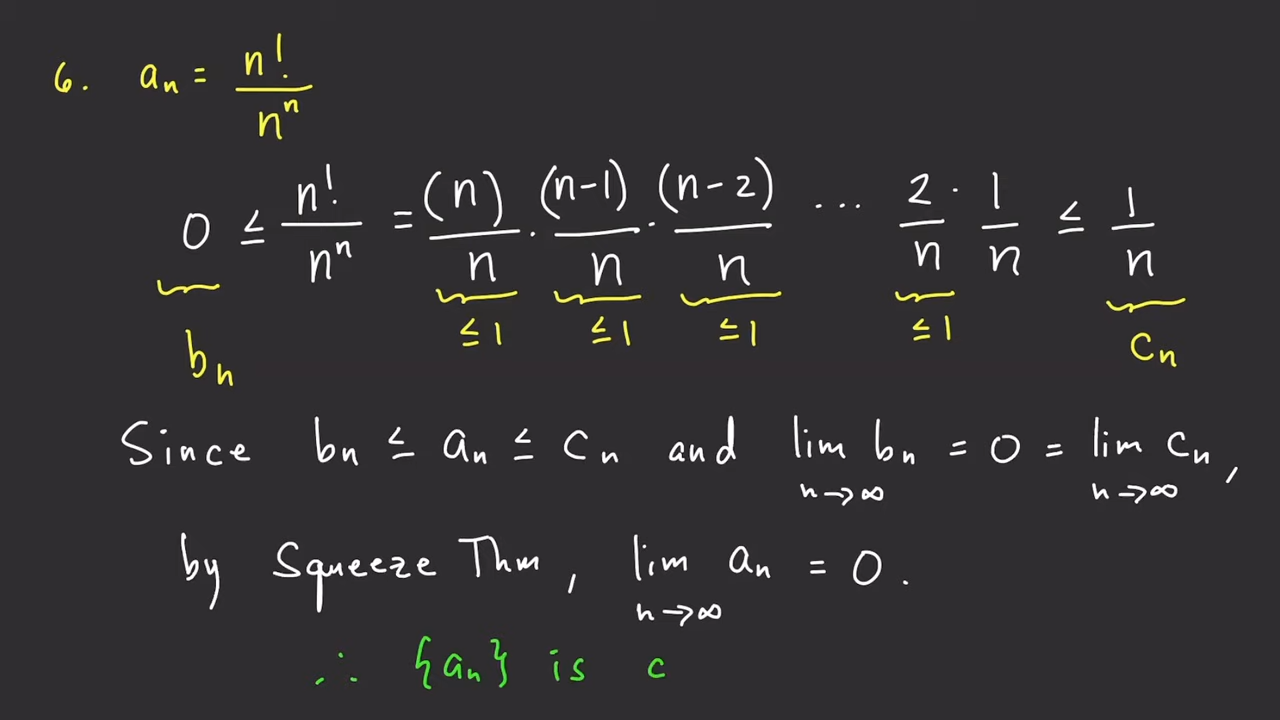 6. aₙ = n!/nⁿ
0 ≤ n!/nⁿ = (n)/n · (n-1)/n · (n-2)/n ... 2/n · 1/n ≤ 1/n
≤1 ≤1 ≤1 ≤1
bₙ cₙ
Since bₙ ≤ aₙ ≤ cₙ and lim bₙ = 0 = lim cₙ,
n→∞ n→∞
by Squeeze Thm, lim aₙ = 0.
n→∞
∴ {aₙ} is c